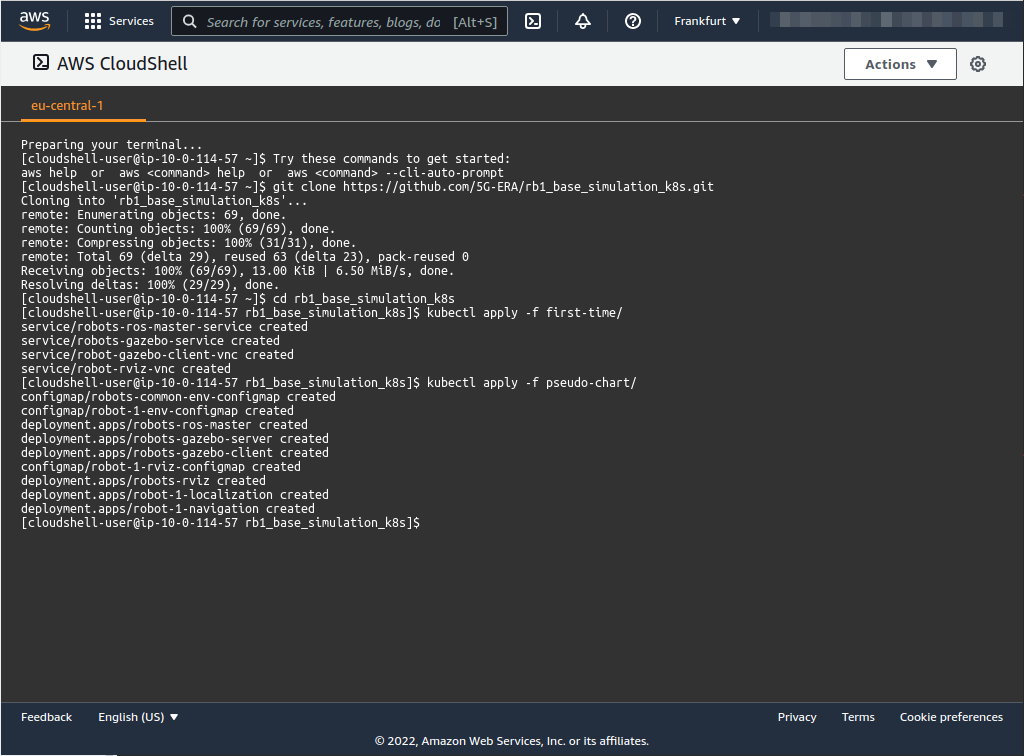 aws Services Search for services, features, blogs, do [Alt+S] Frankfurt
AWS CloudShell Actions
eu-central-1
Preparing your terminal...
[cloudshell-user@ip-10-0-114-57 ~]$ Try these commands to get started:
aws help  or  aws <command> help  or  aws <command> --cli-auto-prompt
[cloudshell-user@ip-10-0-114-57 ~]$ git clone https://github.com/5G-ERA/rb1_base_simulation_k8s.git
Cloning into 'rb1_base_simulation_k8s'...
remote: Enumerating objects: 69, done.
remote: Counting objects: 100% (69/69), done.
remote: Compressing objects: 100% (31/31), done.
remote: Total 69 (delta 29), reused 63 (delta 23), pack-reused 0
Receiving objects: 100% (69/69), 13.00 KiB | 6.50 MiB/s, done.
Resolving deltas: 100% (29/29), done.
[cloudshell-user@ip-10-0-114-57 ~]$ cd rb1_base_simulation_k8s
[cloudshell-user@ip-10-0-114-57 rb1_base_simulation_k8s]$ kubectl apply -f first-time/
service/robots-ros-master-service created
service/robots-gazebo-service created
service/robot-gazebo-client-vnc created
service/robot-rviz-vnc created
[cloudshell-user@ip-10-0-114-57 rb1_base_simulation_k8s]$ kubectl apply -f pseudo-chart/
configmap/robots-common-env-configmap created
configmap/robot-1-env-configmap created
deployment.apps/robots-ros-master created
deployment.apps/robots-gazebo-server created
deployment.apps/robots-gazebo-client created
configmap/robot-1-rviz-configmap created
deployment.apps/robots-rviz created
deployment.apps/robot-1-localization created
deployment.apps/robot-1-navigation created
[cloudshell-user@ip-10-0-114-57 rb1_base_simulation_k8s]$
Feedback English (US) Privacy Terms Cookie preferences
© 2022, Amazon Web Services, Inc. or its affiliates.